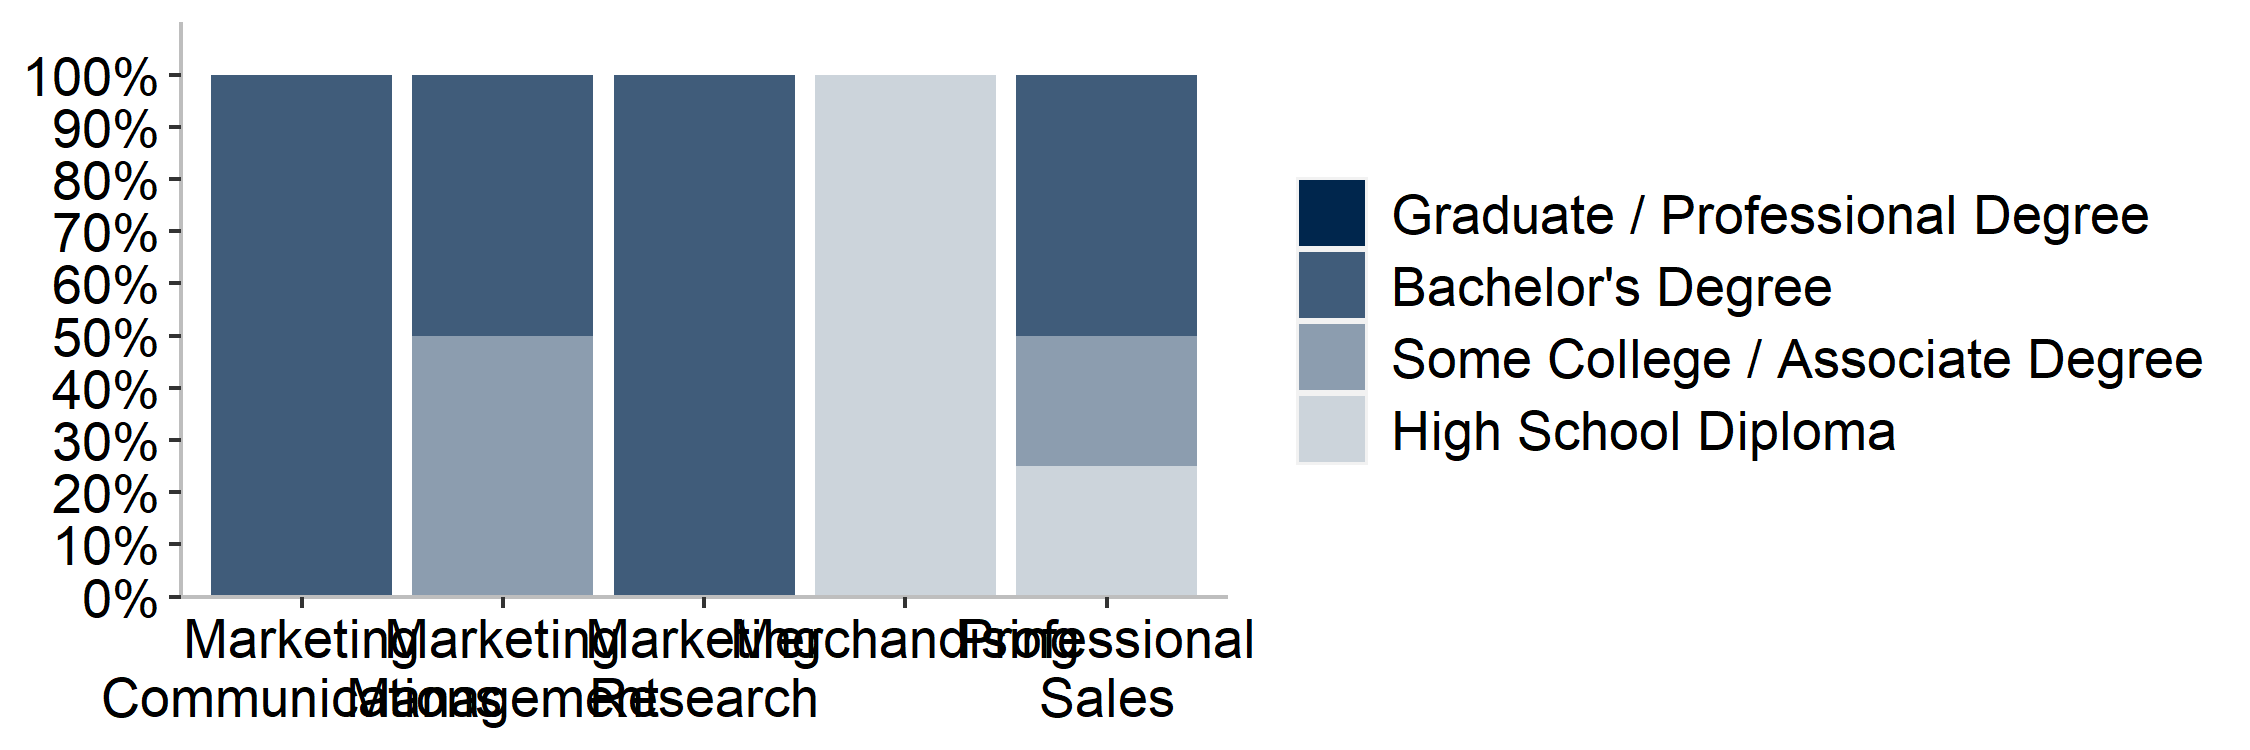 100%
90%
80%
70%
60%
50%
40%
30%
20%
10%
0%
Marketing Communications
Marketing Management
Marketing Research
Merchandising
Professional Sales
Graduate / Professional Degree
Bachelor's Degree
Some College / Associate Degree
High School Diploma